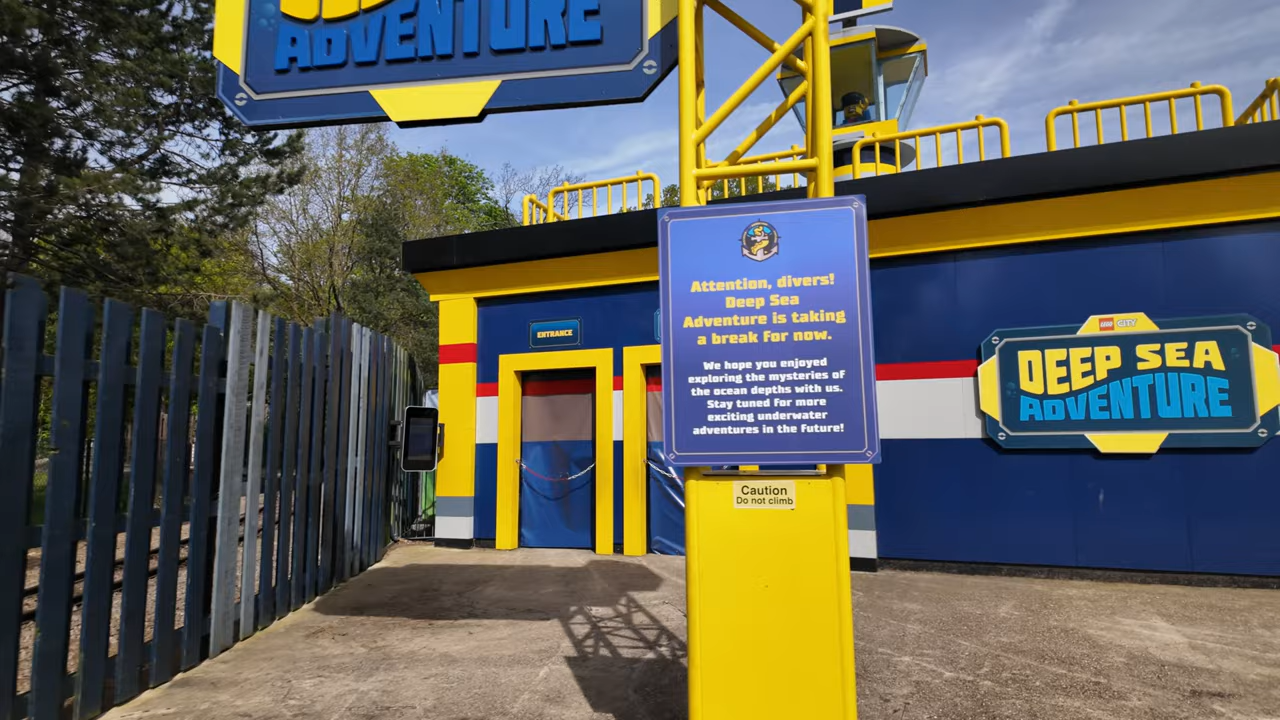 ADVENTURE
ENTRANCE
Attention, divers!
Deep Sea
Adventure is taking
a break for now.
We hope you enjoyed
exploring the mysteries of
the ocean depths with us.
Stay tuned for more
exciting underwater
adventures in the future!
Caution
Do not climb
LEGO CITY
DEEP SEA
ADVENTURE